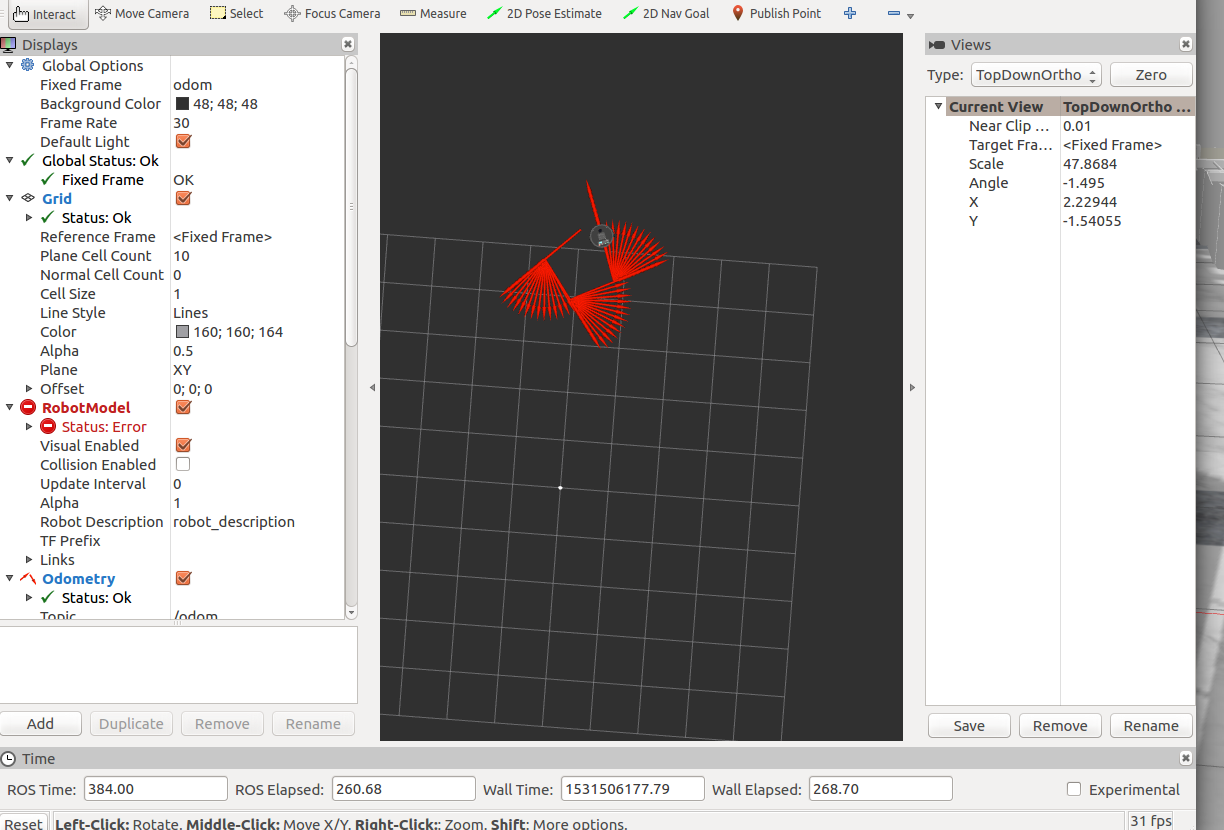 Interact Move Camera Select Focus Camera Measure 2D Pose Estimate 2D Nav Goal Publish Point
Displays
Global Options
Fixed Frame odom
Background Color 48; 48; 48
Frame Rate 30
Default Light
Global Status: Ok
Fixed Frame OK
Grid
Status: Ok
Reference Frame <Fixed Frame>
Plane Cell Count 10
Normal Cell Count 0
Cell Size 1
Line Style Lines
Color 160; 160; 164
Alpha 0.5
Plane XY
Offset 0; 0; 0
RobotModel
Status: Error
Visual Enabled
Collision Enabled
Update Interval 0
Alpha 1
Robot Description robot_description
TF Prefix
Links
Odometry
Status: Ok
Topic /odom
Add Duplicate Remove Rename
Views
Type: TopDownOrtho Zero
Current View TopDownOrtho ...
Near Clip ... 0.01
Target Fra... <Fixed Frame>
Scale 47.8684
Angle -1.495
X 2.22944
Y -1.54055
Save Remove Rename
Time
ROS Time: 384.00 ROS Elapsed: 260.68 Wall Time: 1531506177.79 Wall Elapsed: 268.70 Experimental
Reset Left-Click: Rotate. Middle-Click: Move X/Y. Right-Click:: Zoom. Shift: More options. 31 fps